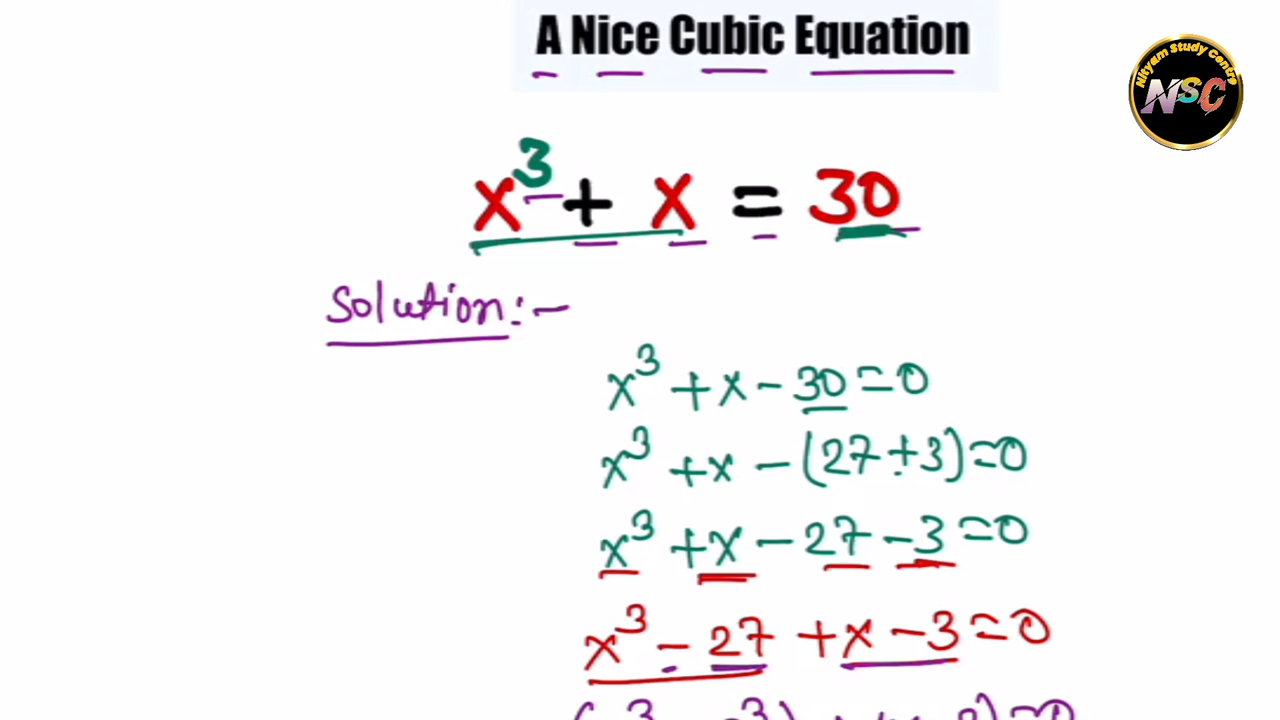 A Nice Cubic Equation
Nityam Study Centre
NSC
x³ + x = 30
Solution:-
x³ + x - 30 = 0
x³ + x - (27 + 3) = 0
x³ + x - 27 - 3 = 0
x³ - 27 + x - 3 = 0